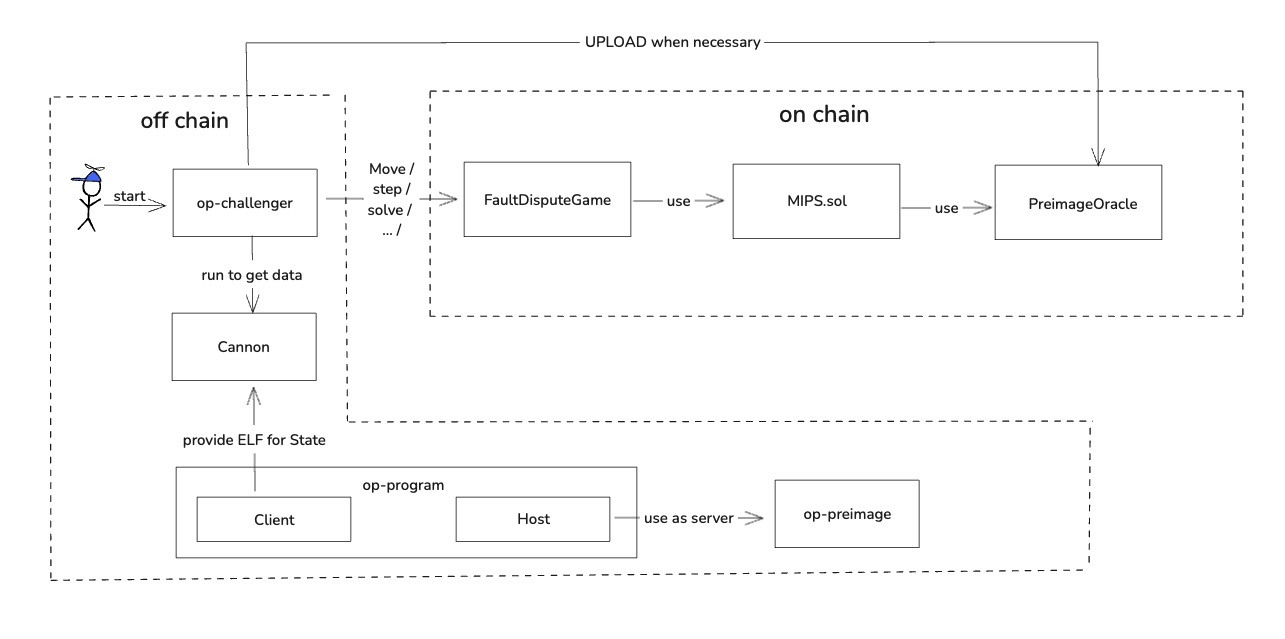 UPLOAD when necessary
off chain
on chain
start
op-challenger
Move /
step /
solve /
... /
FaultDisputeGame
use
MIPS.sol
use
PreimageOracle
run to get data
Cannon
provide ELF for State
op-program
Client
Host
use as server
op-preimage